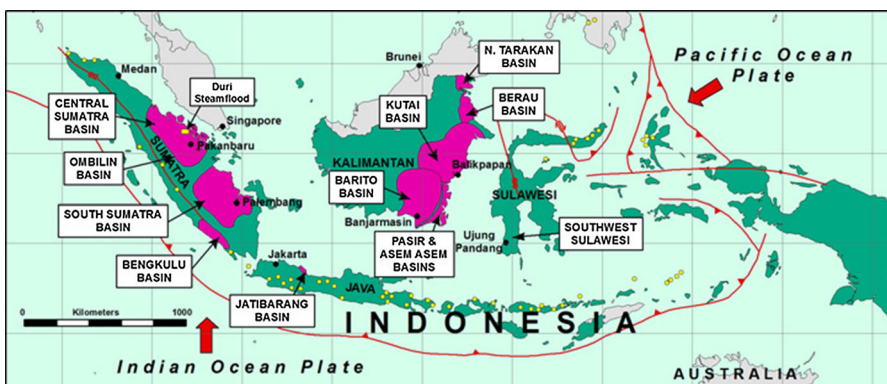 N. TARAKAN
BASIN
Pacific Ocean
Plate
Brunei
Medan
Duri
Steamflood
CENTRAL
SUMATRA
BASIN
KUTAI
BASIN
BERAU
BASIN
Singapore
Pakanbaru
OMBILIN
BASIN
SUMATRA
KALIMANTAN
Balikpapan
BARITO
BASIN
SULAWESI
Palembang
SOUTH SUMATRA
BASIN
Banjarmasin
Ujung
Pandang
SOUTHWEST
SULAWESI
PASIR &
ASEM ASEM
BASINS
BENGKULU
BASIN
Jakarta
JAVA
JATIBARANG
BASIN
Kilometers
0
1000
INDONESIA
Indian Ocean Plate
AUSTRALIA